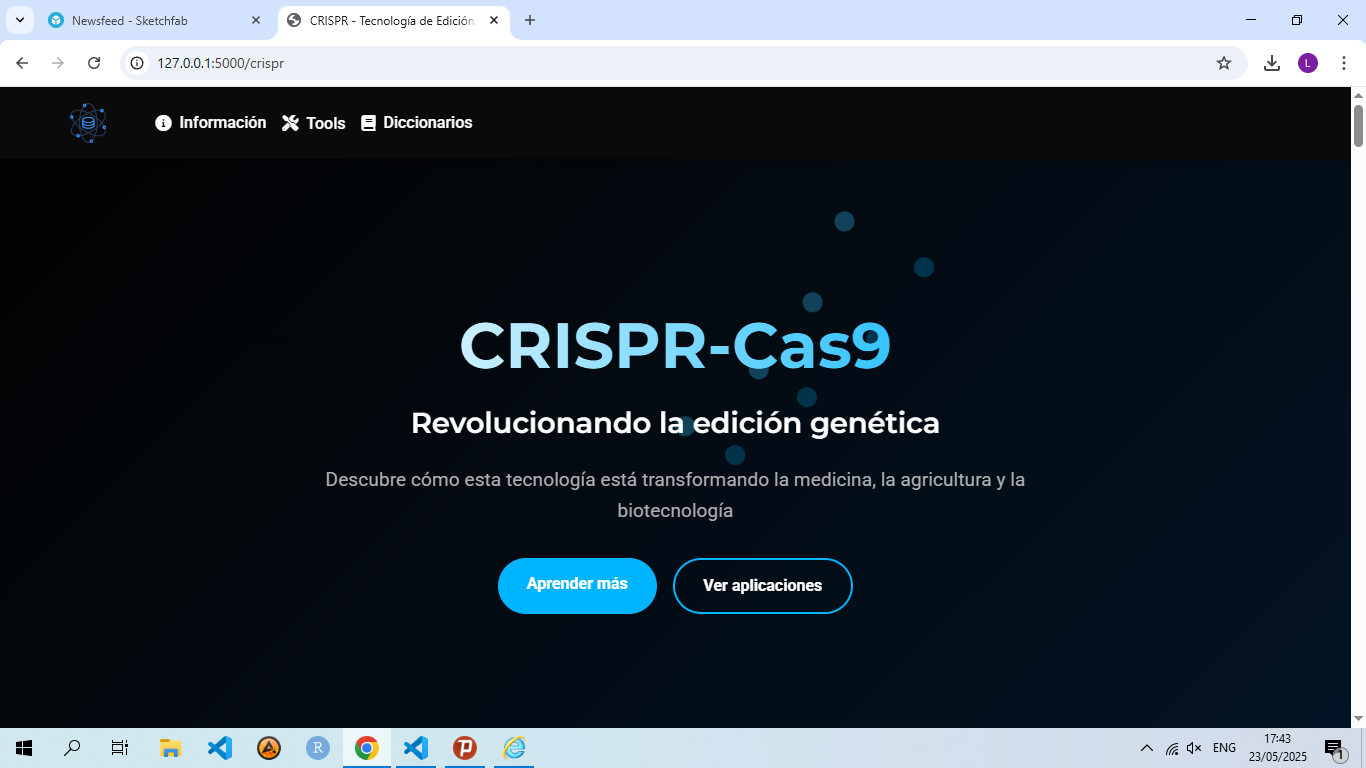 Newsfeed - Sketchfab
CRISPR - Tecnología de Edición
127.0.0.1:5000/crispr
L
Información
Tools
Diccionarios
CRISPR-Cas9
Revolucionando la edición genética
Descubre cómo esta tecnología está transformando la medicina, la agricultura y la
biotecnología
Aprender más
Ver aplicaciones
R
P
ENG
17:43
23/05/2025
1